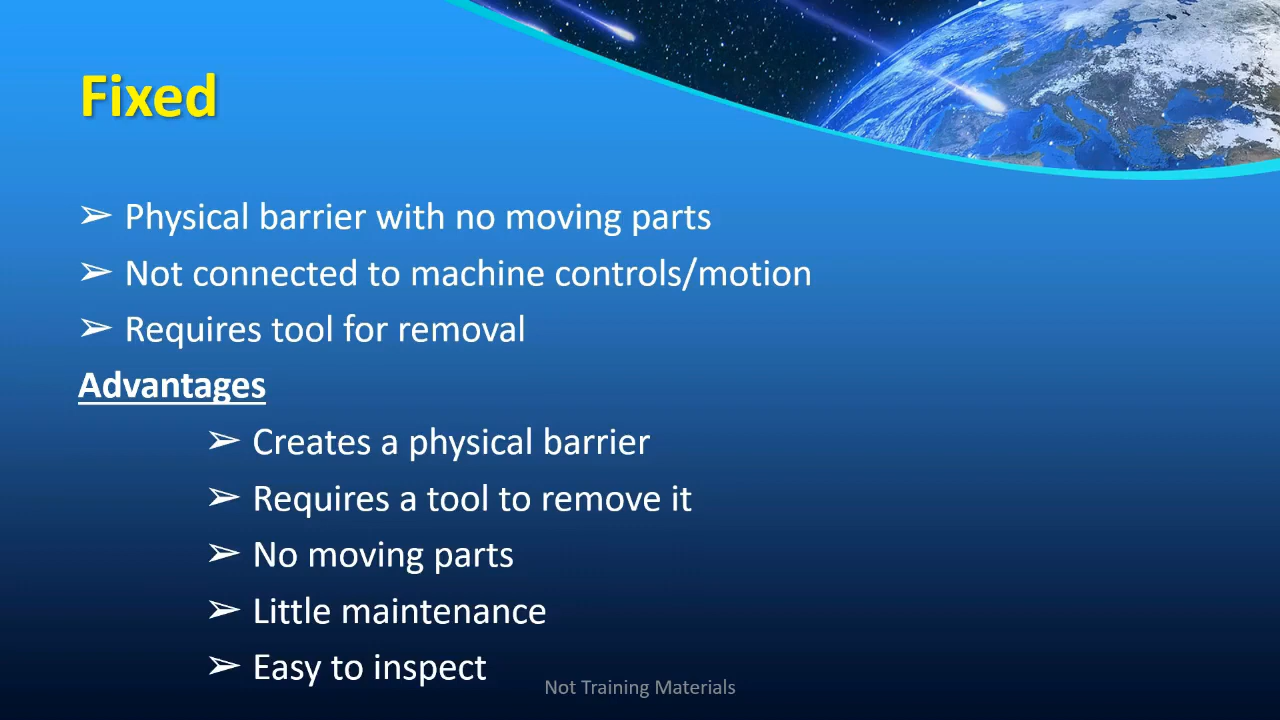 Fixed
➢ Physical barrier with no moving parts
➢ Not connected to machine controls/motion
➢ Requires tool for removal
Advantages
➢ Creates a physical barrier
➢ Requires a tool to remove it
➢ No moving parts
➢ Little maintenance
➢ Easy to inspect
Not Training Materials